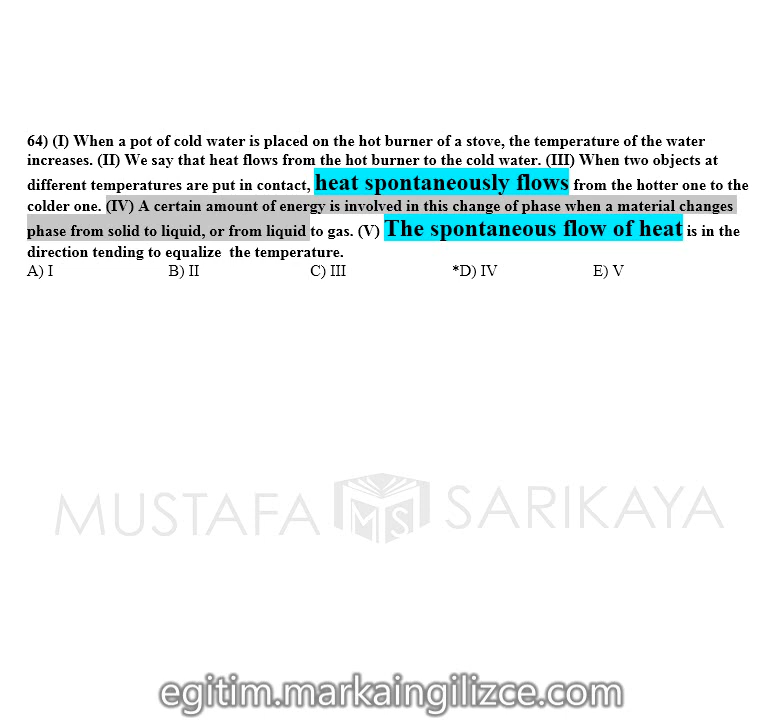 64) (I) When a pot of cold water is placed on the hot burner of a stove, the temperature of the water
increases. (II) We say that heat flows from the hot burner to the cold water. (III) When two objects at
different temperatures are put in contact, heat spontaneously flows from the hotter one to the
colder one. (IV) A certain amount of energy is involved in this change of phase when a material changes
phase from solid to liquid, or from liquid to gas. (V) The spontaneous flow of heat is in the
direction tending to equalize the temperature.
A) I B) II C) III *D) IV E) V
MUSTAFA MS SARIKAYA
egitim.markaingilizce.com